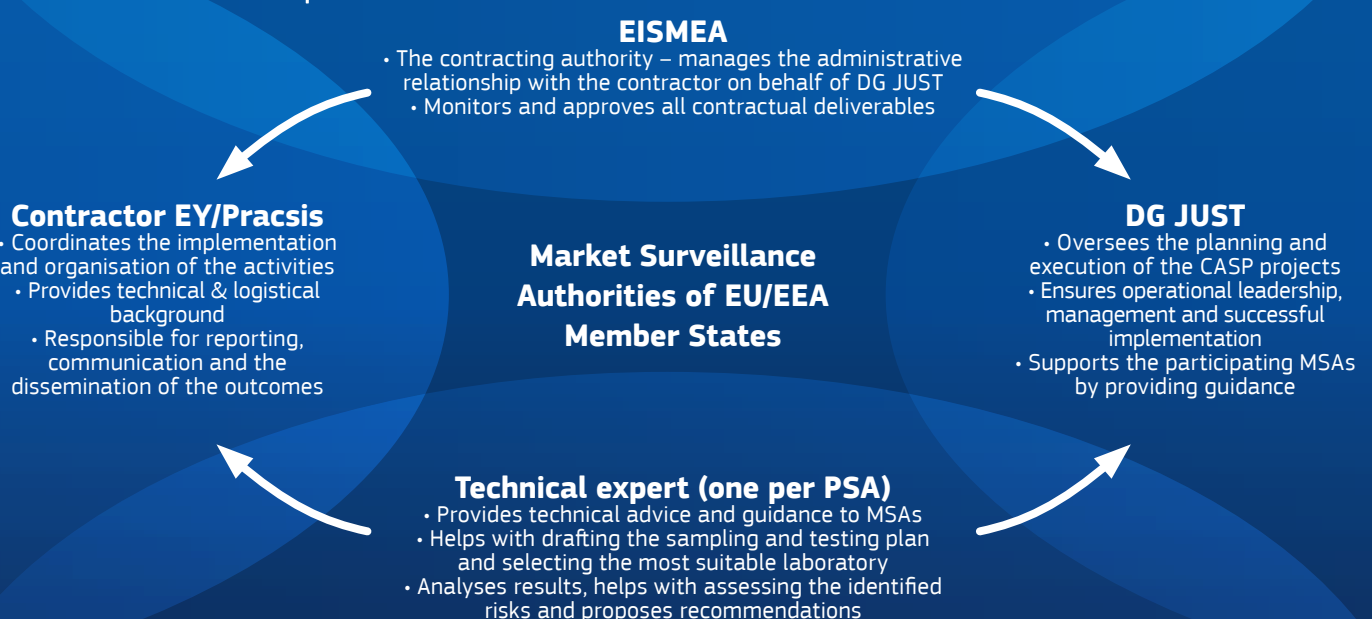 EISMEA
• The contracting authority – manages the administrative
relationship with the contractor on behalf of DG JUST
• Monitors and approves all contractual deliverables
Contractor EY/Pracsis
• Coordinates the implementation
and organisation of the activities
• Provides technical & logistical
background
• Responsible for reporting,
communication and the
dissemination of the outcomes
Market Surveillance
Authorities of EU/EEA
Member States
DG JUST
• Oversees the planning and
execution of the CASP projects
• Ensures operational leadership,
management and successful
implementation
• Supports the participating MSAs
by providing guidance
Technical expert (one per PSA)
• Provides technical advice and guidance to MSAs
• Helps with drafting the sampling and testing plan
and selecting the most suitable laboratory
• Analyses results, helps with assessing the identified
risks and proposes recommendations